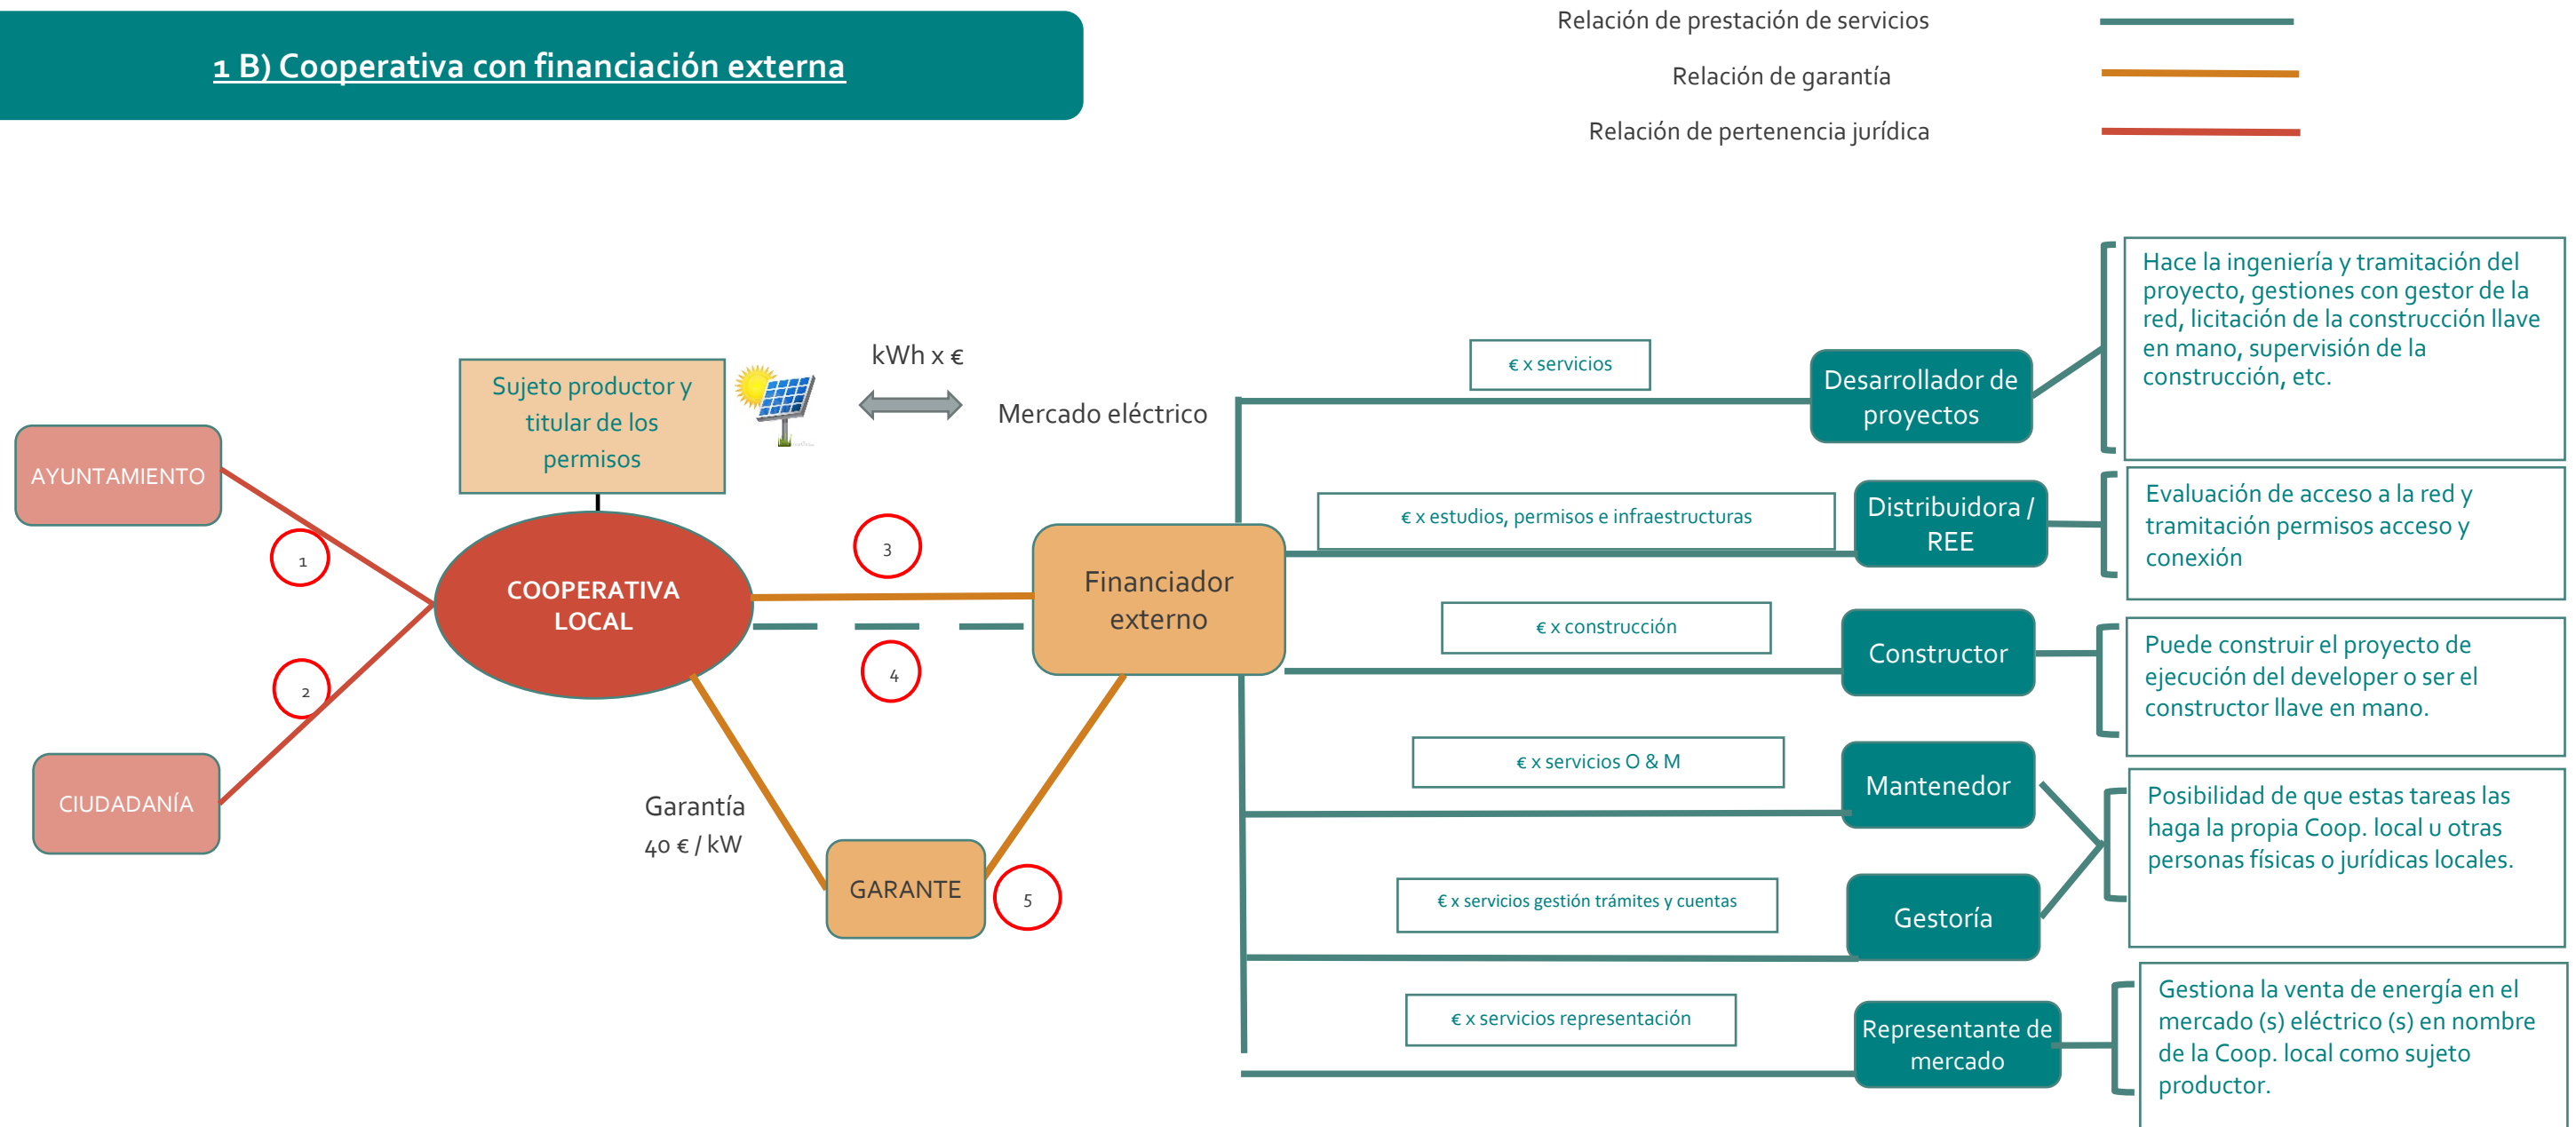 1 B) Cooperativa con financiación externa
Relación de prestación de servicios
Relación de garantía
Relación de pertenencia jurídica
kWh x €
Mercado eléctrico
Sujeto productor y
titular de los
permisos
AYUNTAMIENTO
CIUDADANÍA
1
2
COOPERATIVA
LOCAL
3
4
Financiador
externo
Garantía
40 € / kW
GARANTE
5
€ x servicios
Desarrollador de
proyectos
Hace la ingeniería y tramitación del
proyecto, gestiones con gestor de la
red, licitación de la construcción llave
en mano, supervisión de la
construcción, etc.
€ x estudios, permisos e infraestructuras
Distribuidora /
REE
Evaluación de acceso a la red y
tramitación permisos acceso y
conexión
€ x construcción
Constructor
Puede construir el proyecto de
ejecución del developer o ser el
constructor llave en mano.
€ x servicios O & M
Mantenedor
Posibilidad de que estas tareas las
haga la propia Coop. local u otras
personas físicas o jurídicas locales.
€ x servicios gestión trámites y cuentas
Gestoría
€ x servicios representación
Representante de
mercado
Gestiona la venta de energía en el
mercado (s) eléctrico (s) en nombre
de la Coop. local como sujeto
productor.